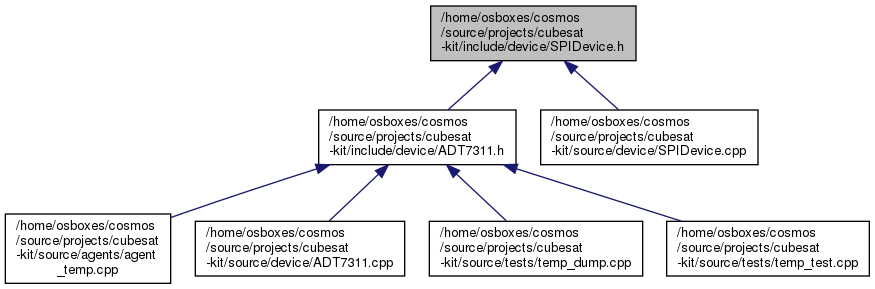 /home/osboxes/cosmos
/source/projects/cubesat
-kit/include/device/SPIDevice.h
/home/osboxes/cosmos
/source/projects/cubesat
-kit/include/device/ADT7311.h
/home/osboxes/cosmos
/source/projects/cubesat
-kit/source/device/SPIDevice.cpp
/home/osboxes/cosmos
/source/projects/cubesat
-kit/source/agents/agent
_temp.cpp
/home/osboxes/cosmos
/source/projects/cubesat
-kit/source/device/ADT7311.cpp
/home/osboxes/cosmos
/source/projects/cubesat
-kit/source/tests/temp_dump.cpp
/home/osboxes/cosmos
/source/projects/cubesat
-kit/source/tests/temp_test.cpp